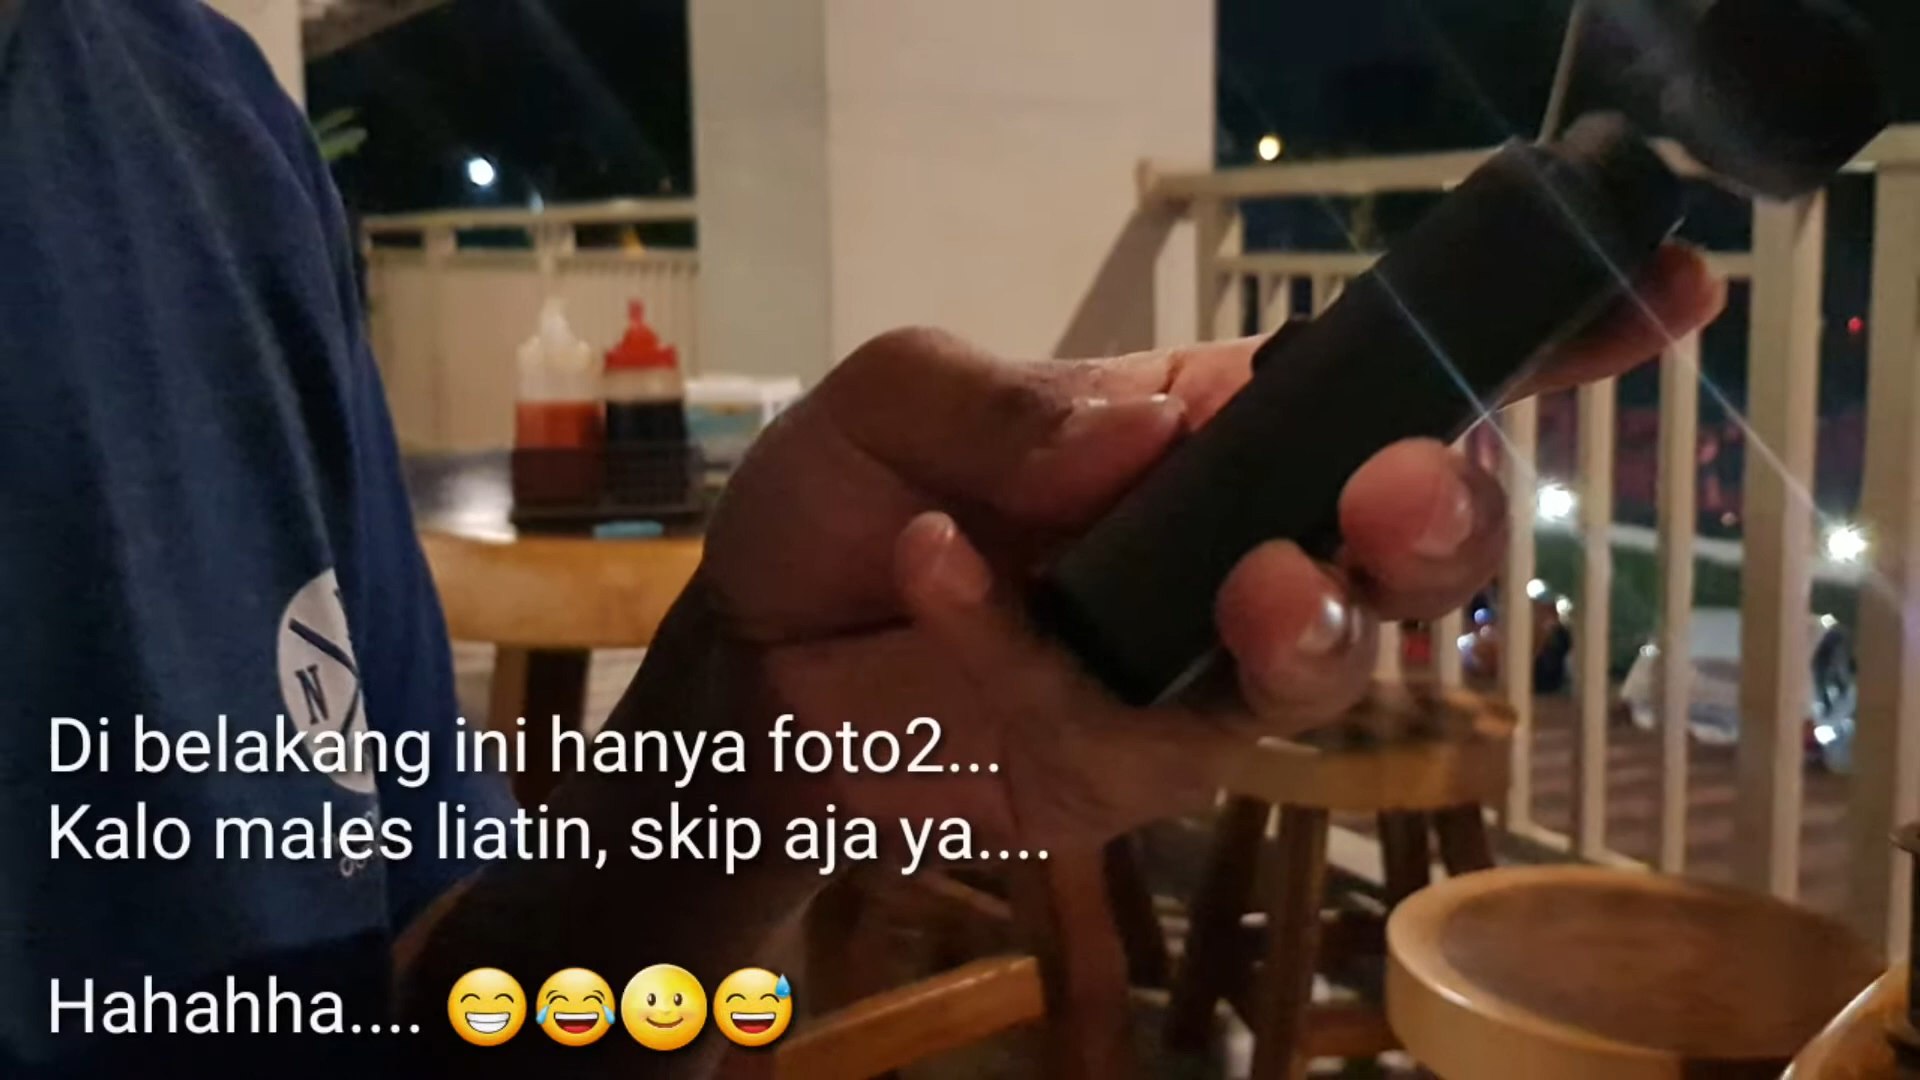 N
Di belakang ini hanya foto2...
Kalo males liatin, skip aja ya....
Hahahha.... 😁😂🌝😅